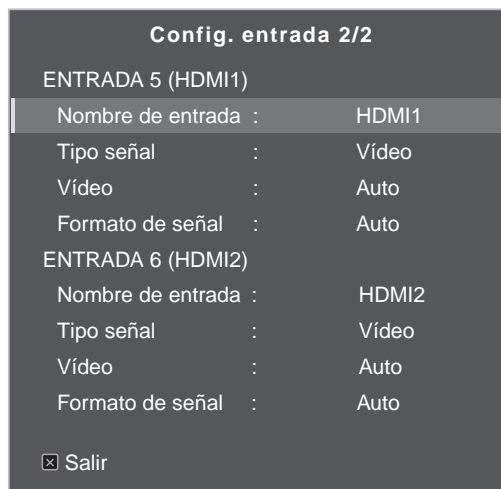 Config. entrada 2/2
ENTRADA 5 (HDMI1)
Nombre de entrada : HDMI1
Tipo señal : Vídeo
Vídeo : Auto
Formato de señal : Auto
ENTRADA 6 (HDMI2)
Nombre de entrada : HDMI2
Tipo señal : Vídeo
Vídeo : Auto
Formato de señal : Auto
Salir